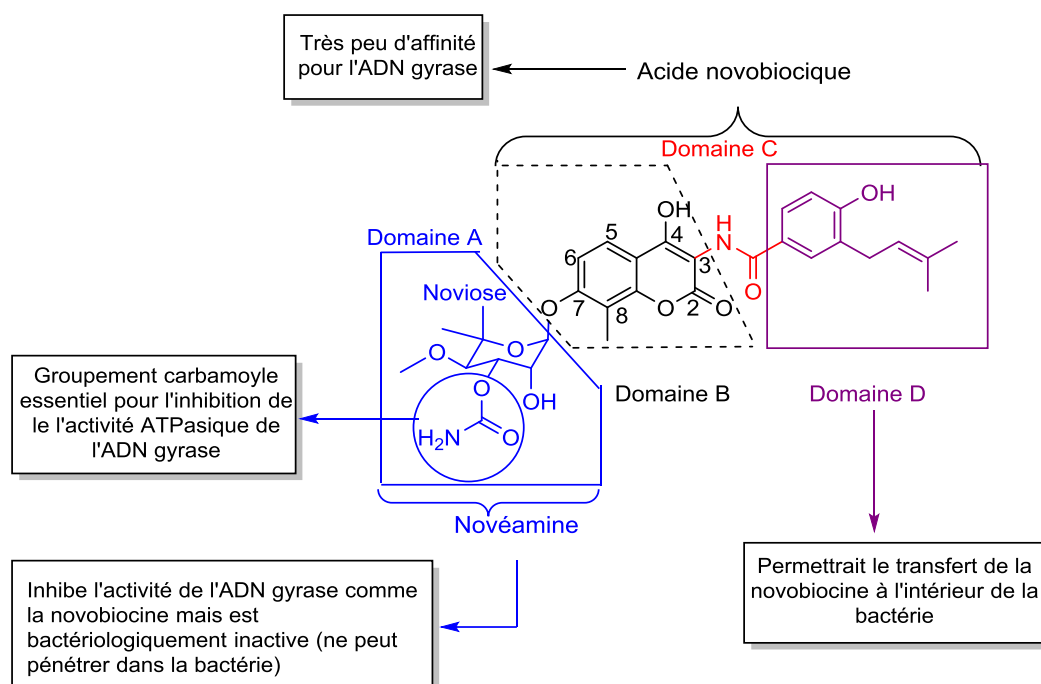 Très peu d'affinité
pour l'ADN gyrase
Acide novobiocique
Domaine C
OH
OH
H
N
O
4
5
3
6
2
O
O
7
8
O
Domaine A
Noviose
O
O
O
OH
H2N
O
Domaine B
Domaine D
Groupement carbamoyle
essentiel pour l'inhibition de
le l'activité ATPasique de
l'ADN gyrase
Novéamine
Inhibe l'activité de l'ADN gyrase comme
la novobiocine mais est
bactériologiquement inactive (ne peut
pénétrer dans la bactérie)
Permettrait le transfert de la
novobiocine à l'intérieur de la
bactérie